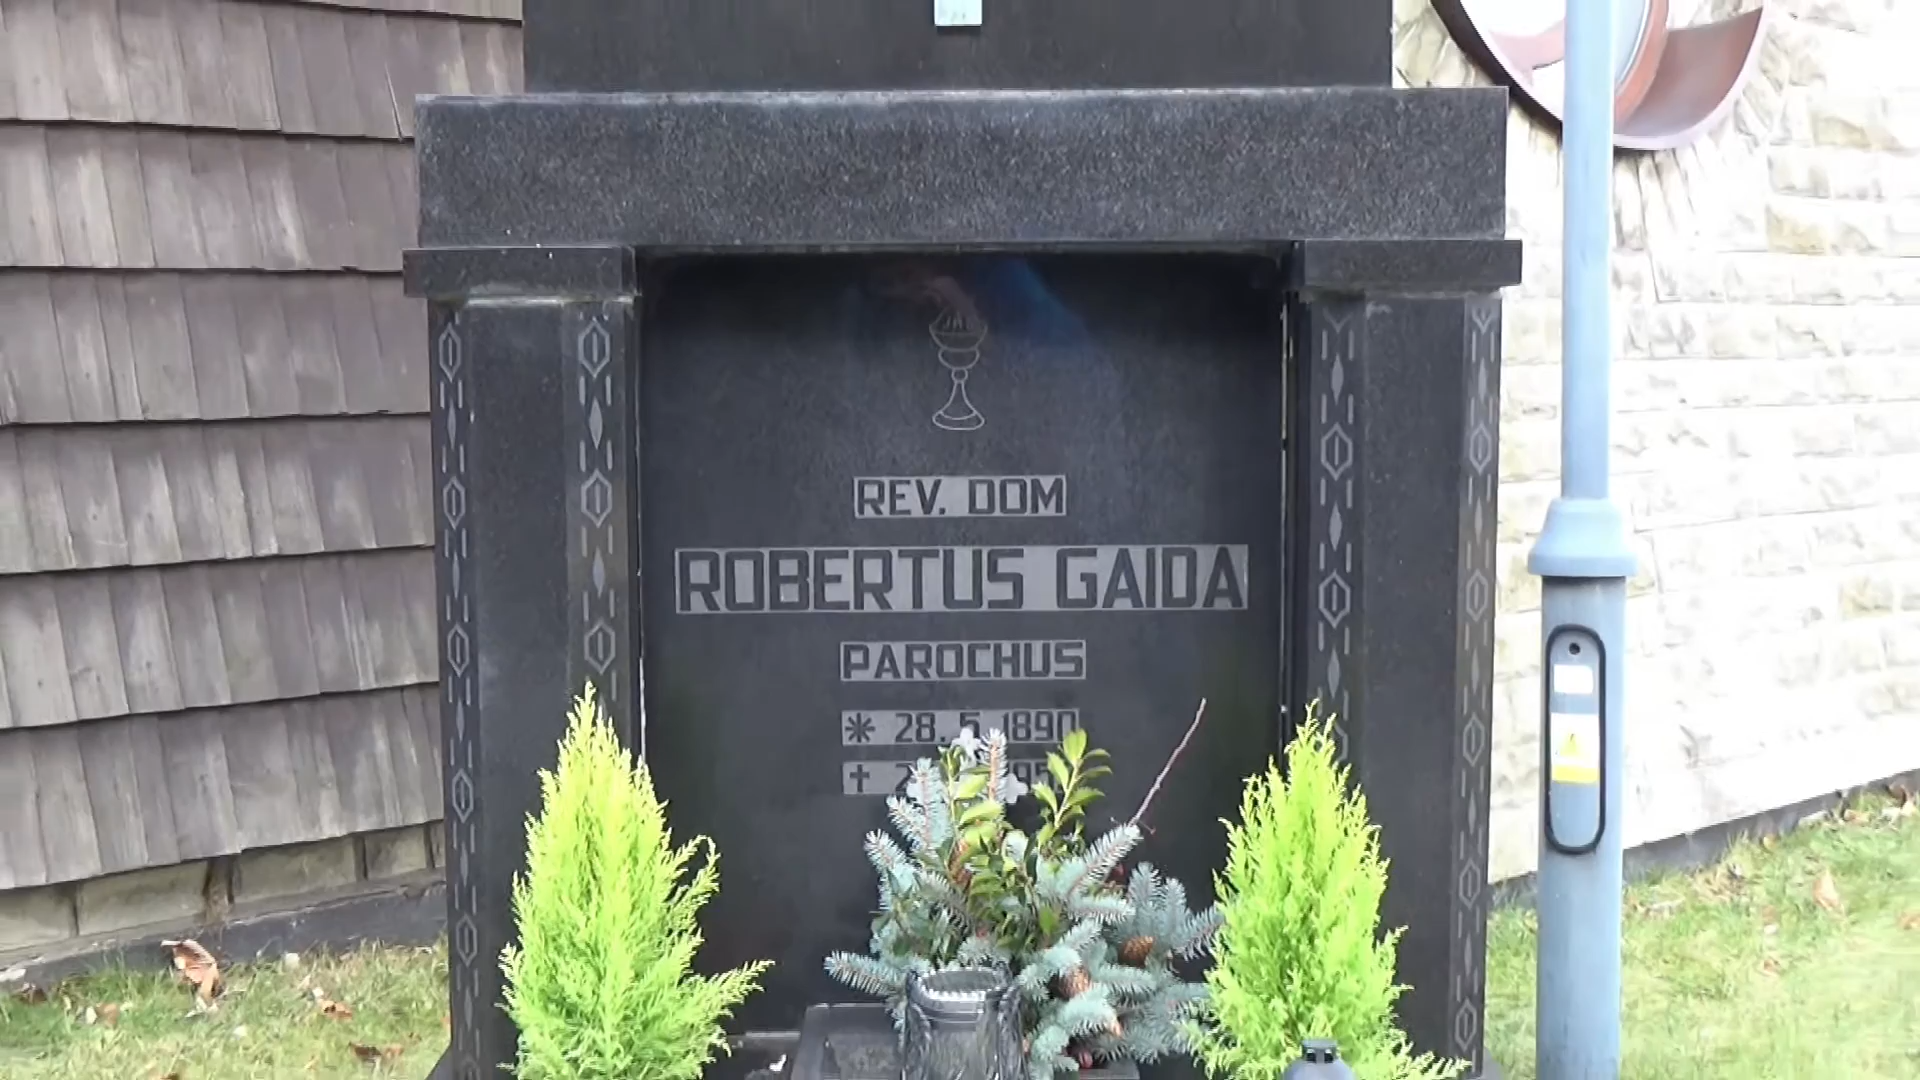 REV. DOM
ROBERTUS GAIDA
PAROCHUS
* 28. 5. 1890